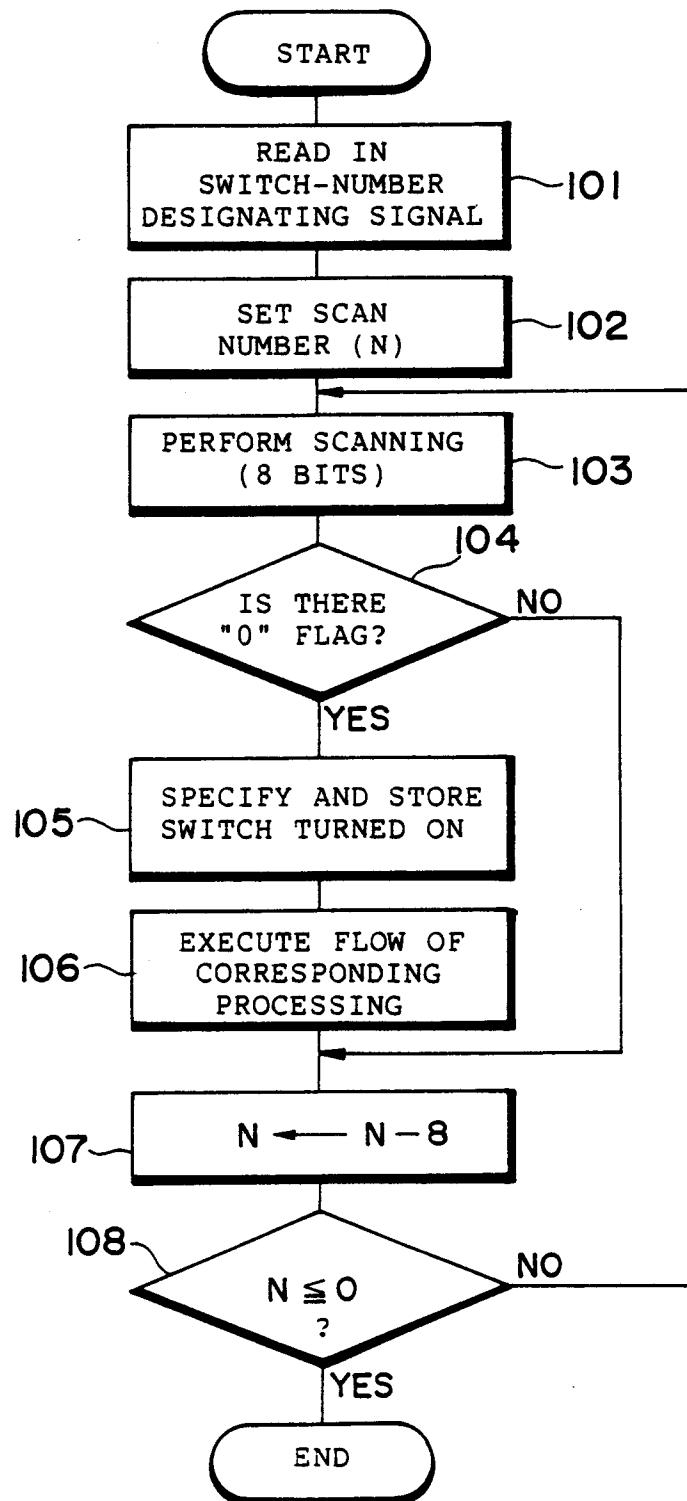 START
READ IN
SWITCH-NUMBER
DESIGNATING SIGNAL
101
SET SCAN
NUMBER (N)
102
PERFORM SCANNING
(8 BITS)
103
104
IS THERE
"0" FLAG?
NO
YES
105
SPECIFY AND STORE
SWITCH TURNED ON
106
EXECUTE FLOW OF
CORRESPONDING
PROCESSING
107
N ← N-8
108
N ≦ 0
?
NO
YES
END